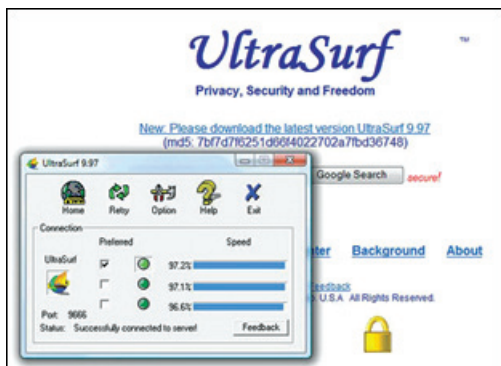 UltraSurf ™
Privacy, Security and Freedom
New: Please download the latest version UltraSurf 9.97
(md5: 7bf7d7f6251d66f4022702a7fbd36748)
UltraSurf 9.97
Google Search secure!
Home Retry Option Help Exit
Connection
Preferred Speed
UltraSurf
97.2%
97.1%
96.6%
Port: 9666
Status: Successfully connected to server!
Feedback
Background About
Feedback
U.S.A All Rights Reserved.